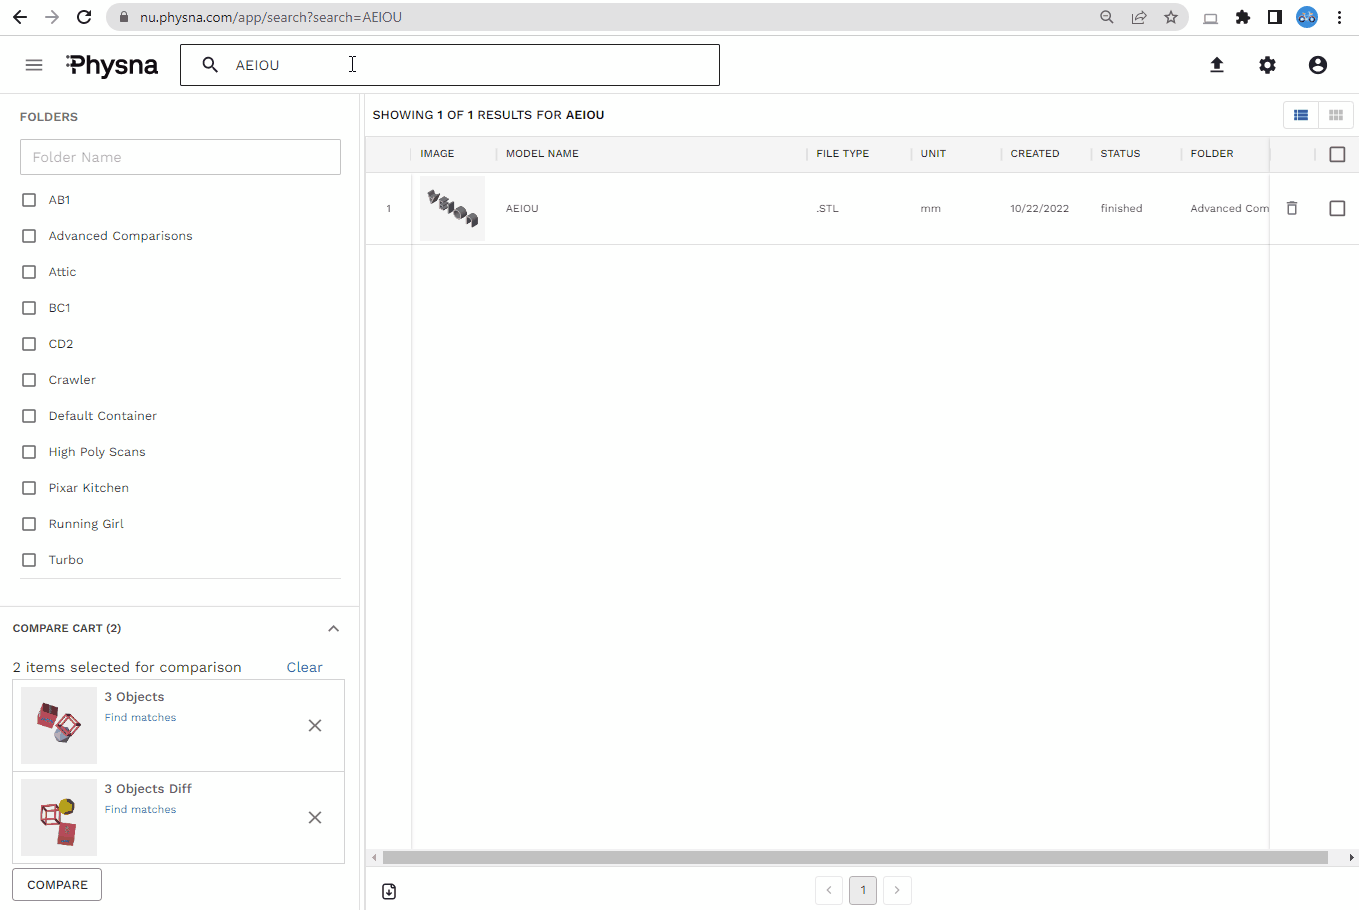 nu.physna.com/app/search?search=AEIOU
Physna
AEIOU
FOLDERS
Folder Name
AB1
Advanced Comparisons
Attic
BC1
CD2
Crawler
Default Container
High Poly Scans
Pixar Kitchen
Running Girl
Turbo
COMPARE CART (2)
2 items selected for comparison Clear
3 Objects
Find matches
3 Objects Diff
Find matches
COMPARE
SHOWING 1 OF 1 RESULTS FOR AEIOU
IMAGE MODEL NAME FILE TYPE UNIT CREATED STATUS FOLDER
1 AEIOU .STL mm 10/22/2022 finished Advanced Com
1